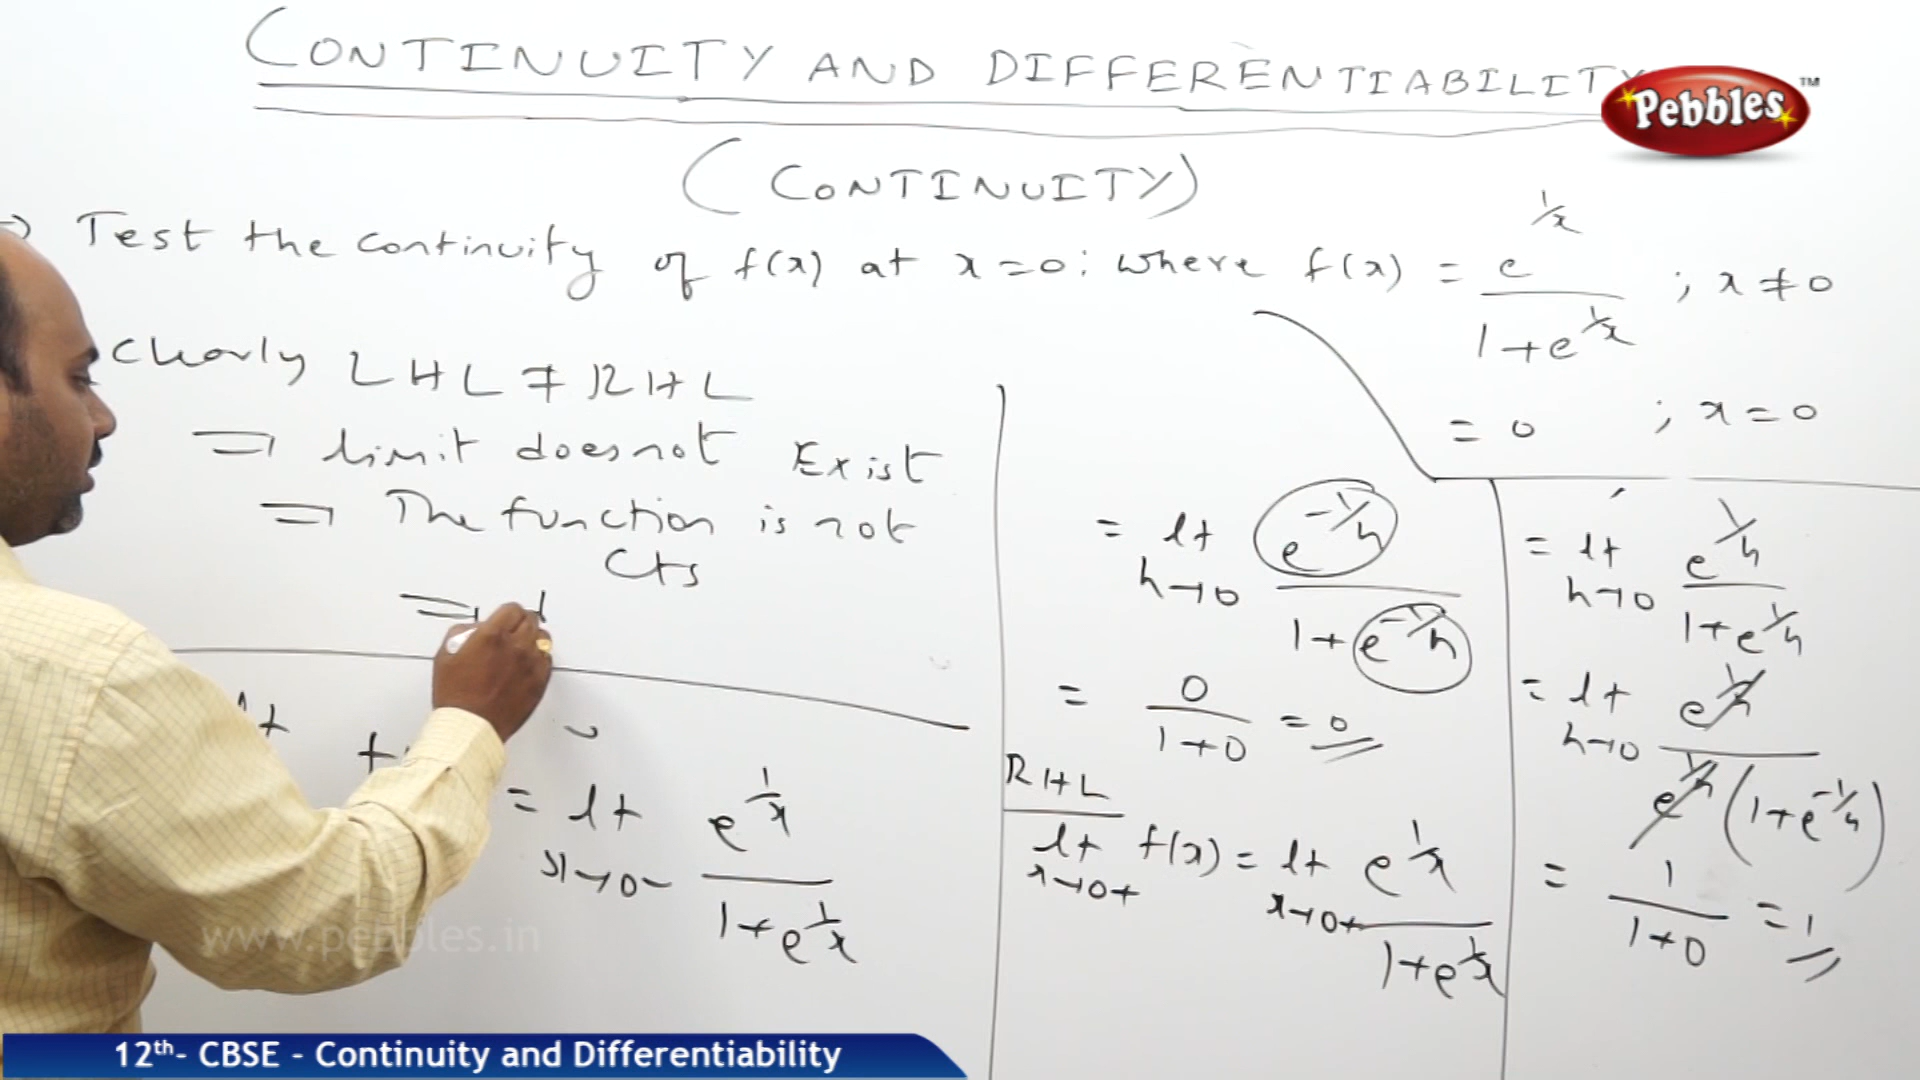 CONTINUITY AND DIFFERENTIABILITY
Pebbles™
(CONTINUITY)
Test the continuity of f(x) at x=0: where f(x) = e^1/x / 1+e^1/x ; x≠0
= 0 ; x=0
Clearly LHL ≠ RHL
⇒ limit doesnot Exist
⇒ The function is not
Cts
⇒
lt
= lt x→0- e^1/x / 1+e^1/x
= lt h→0 e^-1/h / 1+e^-1/h
= 0 / 1+0 = 0
RHL
lt x→0+ f(x) = lt x→0+ e^1/x / 1+e^1/x
= lt h→0 e^1/h / 1+e^1/h
= lt h→0 e^1/h / e^1/h (1+e^-1/h)
= 1 / 1+0 = 1
www.pebbles.in
12th- CBSE - Continuity and Differentiability